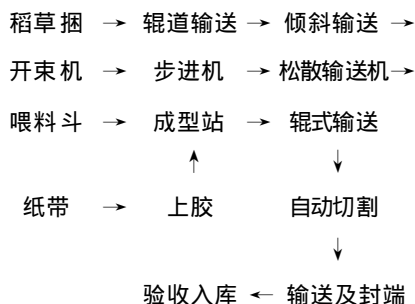 稻草捆 → 辊道输送 → 倾斜输送 →
开束机 → 步进机 → 松散输送机 →
喂料斗 → 成型站 → 辊式输送
↑ ↓
纸带 → 上胶 自动切割
↓
验收入库 ← 输送及封端